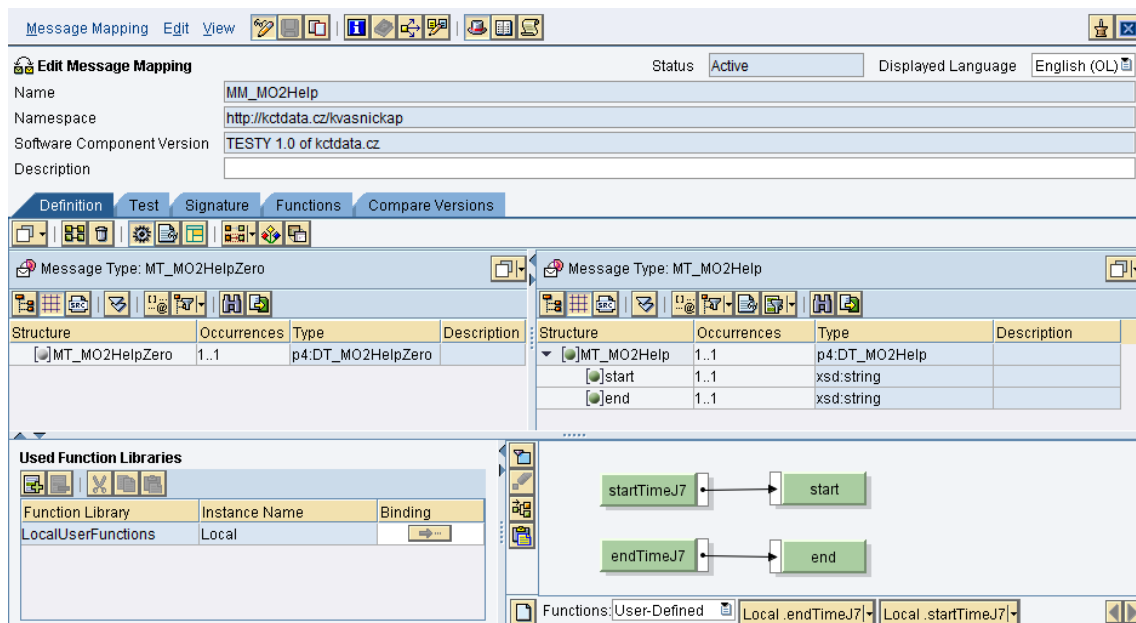 Message Mapping Edit View
Edit Message Mapping Status Active Displayed Language English (OL)
Name MM_MO2Help
Namespace http://kctdata.cz/kvasnickap
Software Component Version TESTY 1.0 of kctdata.cz
Description
Definition Test Signature Functions Compare Versions
Message Type: MT_MO2HelpZero
Structure Occurrences Type Description
MT_MO2HelpZero 1..1 p4:DT_MO2HelpZero
Message Type: MT_MO2Help
SRC
SRC
Structure Occurrences Type Description
MT_MO2Help 1..1 p4:DT_MO2Help
start 1..1 xsd:string
end 1..1 xsd:string
Used Function Libraries
Function Library Instance Name Binding
LocalUserFunctions Local
startTimeJ7 start
endTimeJ7 end
Functions: User-Defined Local .endTimeJ7 Local .startTimeJ7